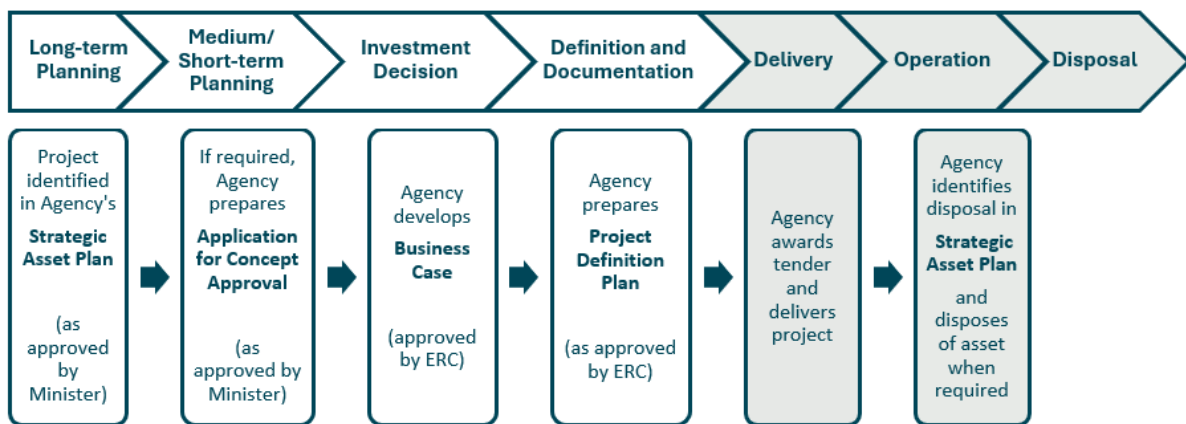 Long-term
Planning
Medium/
Short-term
Planning
Investment
Decision
Definition and
Documentation
Delivery
Operation
Disposal
Project
identified
in Agency's
Strategic
Asset Plan
(as
approved
by
Minister)
If required,
Agency
prepares
Application
for Concept
Approval
(as
approved by
Minister)
Agency
develops
Business
Case
(approved
by ERC)
Agency
prepares
Project
Definition
Plan
(as approved
by ERC)
Agency
awards
tender
and
delivers
project
Agency
identifies
disposal in
Strategic
Asset Plan
and
disposes
of asset
when
required